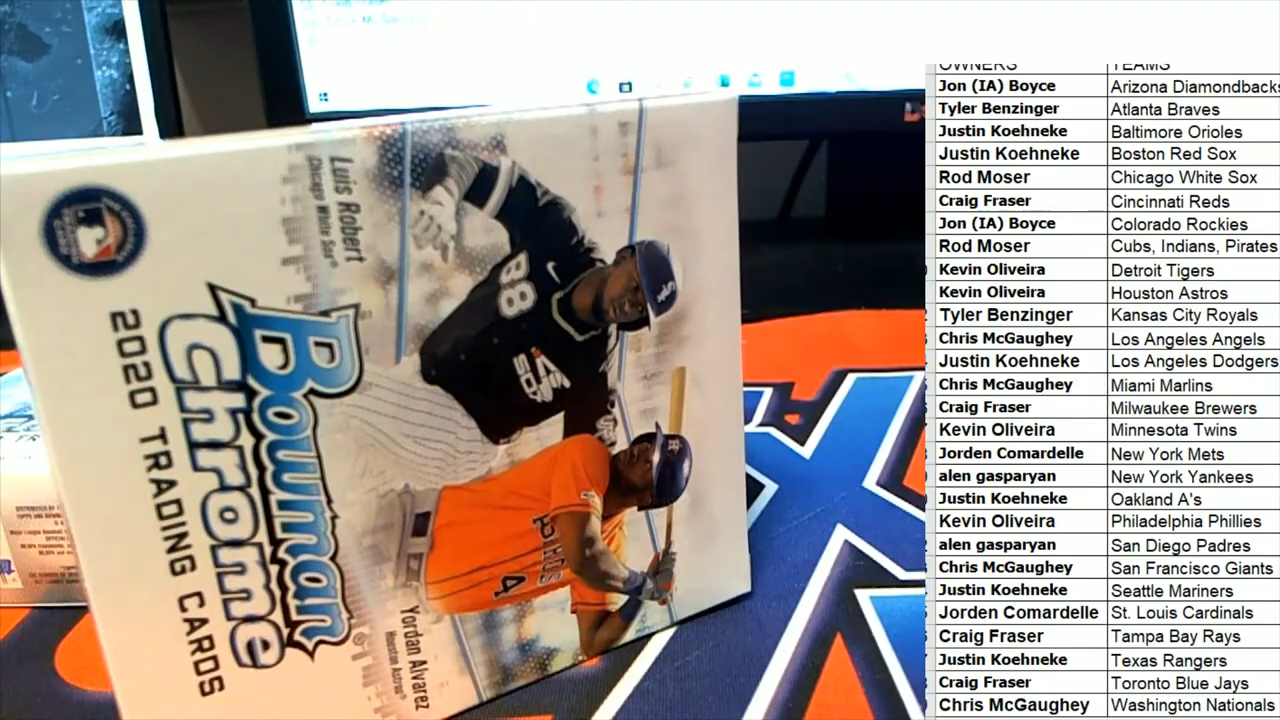 Luis Robert
Chicago White Sox®
88
Sox
Bowman
Chrome
2020 TRADING CARDS
Yordan Alvarez
Houston Astros®
ASTROS
4
OWNERS TEAMS
Jon (IA) Boyce Arizona Diamondbacks
Tyler Benzinger Atlanta Braves
Justin Koehneke Baltimore Orioles
Justin Koehneke Boston Red Sox
Rod Moser Chicago White Sox
Craig Fraser Cincinnati Reds
Jon (IA) Boyce Colorado Rockies
Rod Moser Cubs, Indians, Pirates
Kevin Oliveira Detroit Tigers
Kevin Oliveira Houston Astros
Tyler Benzinger Kansas City Royals
Chris McGaughey Los Angeles Angels
Justin Koehneke Los Angeles Dodgers
Chris McGaughey Miami Marlins
Craig Fraser Milwaukee Brewers
Kevin Oliveira Minnesota Twins
Jorden Comardelle New York Mets
alen gasparyan New York Yankees
Justin Koehneke Oakland A's
Kevin Oliveira Philadelphia Phillies
alen gasparyan San Diego Padres
Chris McGaughey San Francisco Giants
Justin Koehneke Seattle Mariners
Jorden Comardelle St. Louis Cardinals
Craig Fraser Tampa Bay Rays
Justin Koehneke Texas Rangers
Craig Fraser Toronto Blue Jays
Chris McGaughey Washington Nationals